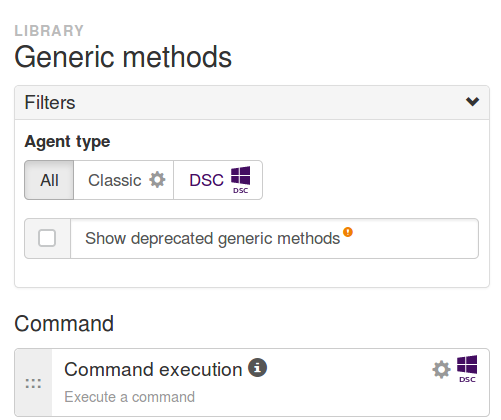 LIBRARY
Generic methods
Filters
Agent type
All Classic DSC DSC
Show deprecated generic methods
Command
Command execution DSC
Execute a command